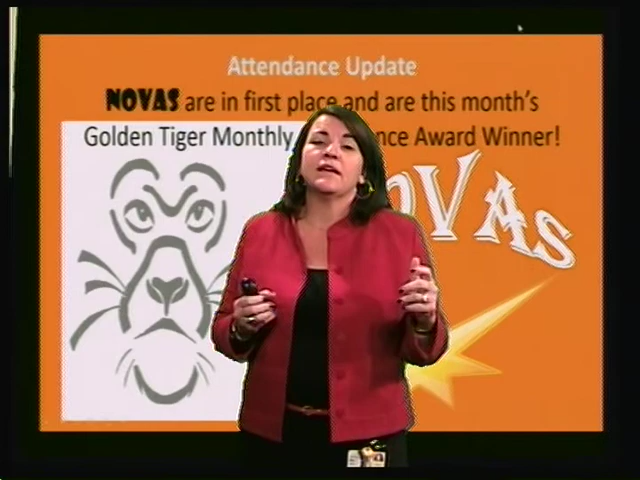 Attendance Update
NOVAS are in first place and are this month's
Golden Tiger Monthly nce Award Winner!
OVAS